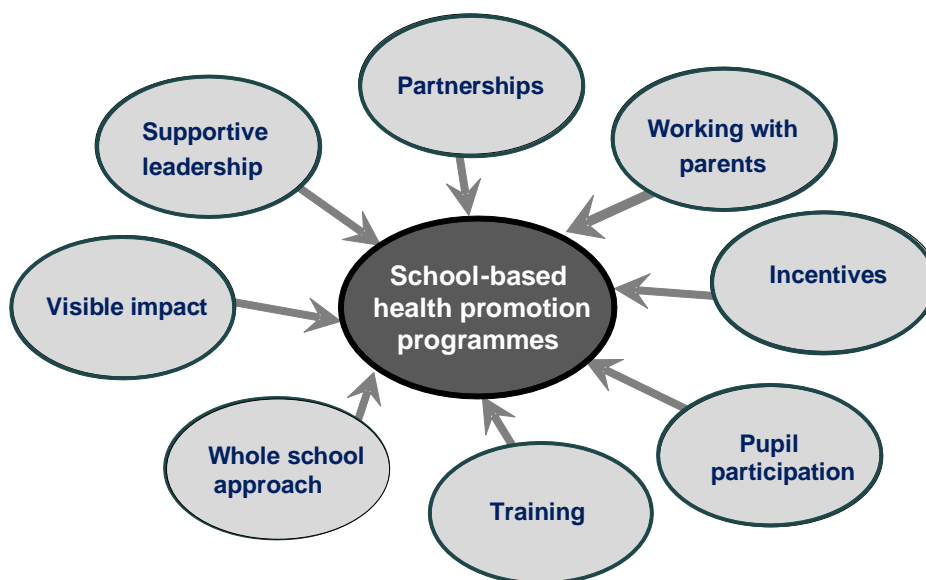 Partnerships
Supportive
leadership
Working with
parents
School-based
health promotion
programmes
Incentives
Visible impact
Pupil
participation
Whole school
approach
Training